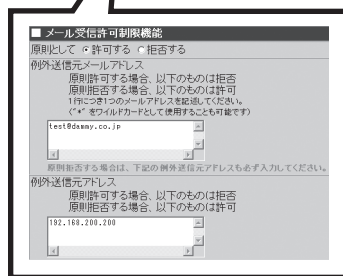 ■ メール受信許可制限機能
原則として ⦿許可する ○拒否する
例外送信元メールアドレス
原則許可する場合、以下のものは拒否
原則拒否する場合、以下のものは許可
1行につき1つのメールアドレスを記述してください。
("*" をワイルドカードとして使用することも可能です)
test@dammy.co.jp
原則拒否する場合は、下記の例外送信元アドレスも必ず入力してください。
例外送信元アドレス
原則許可する場合、以下のものは拒否
原則拒否する場合、以下のものは許可
192.168.200.200